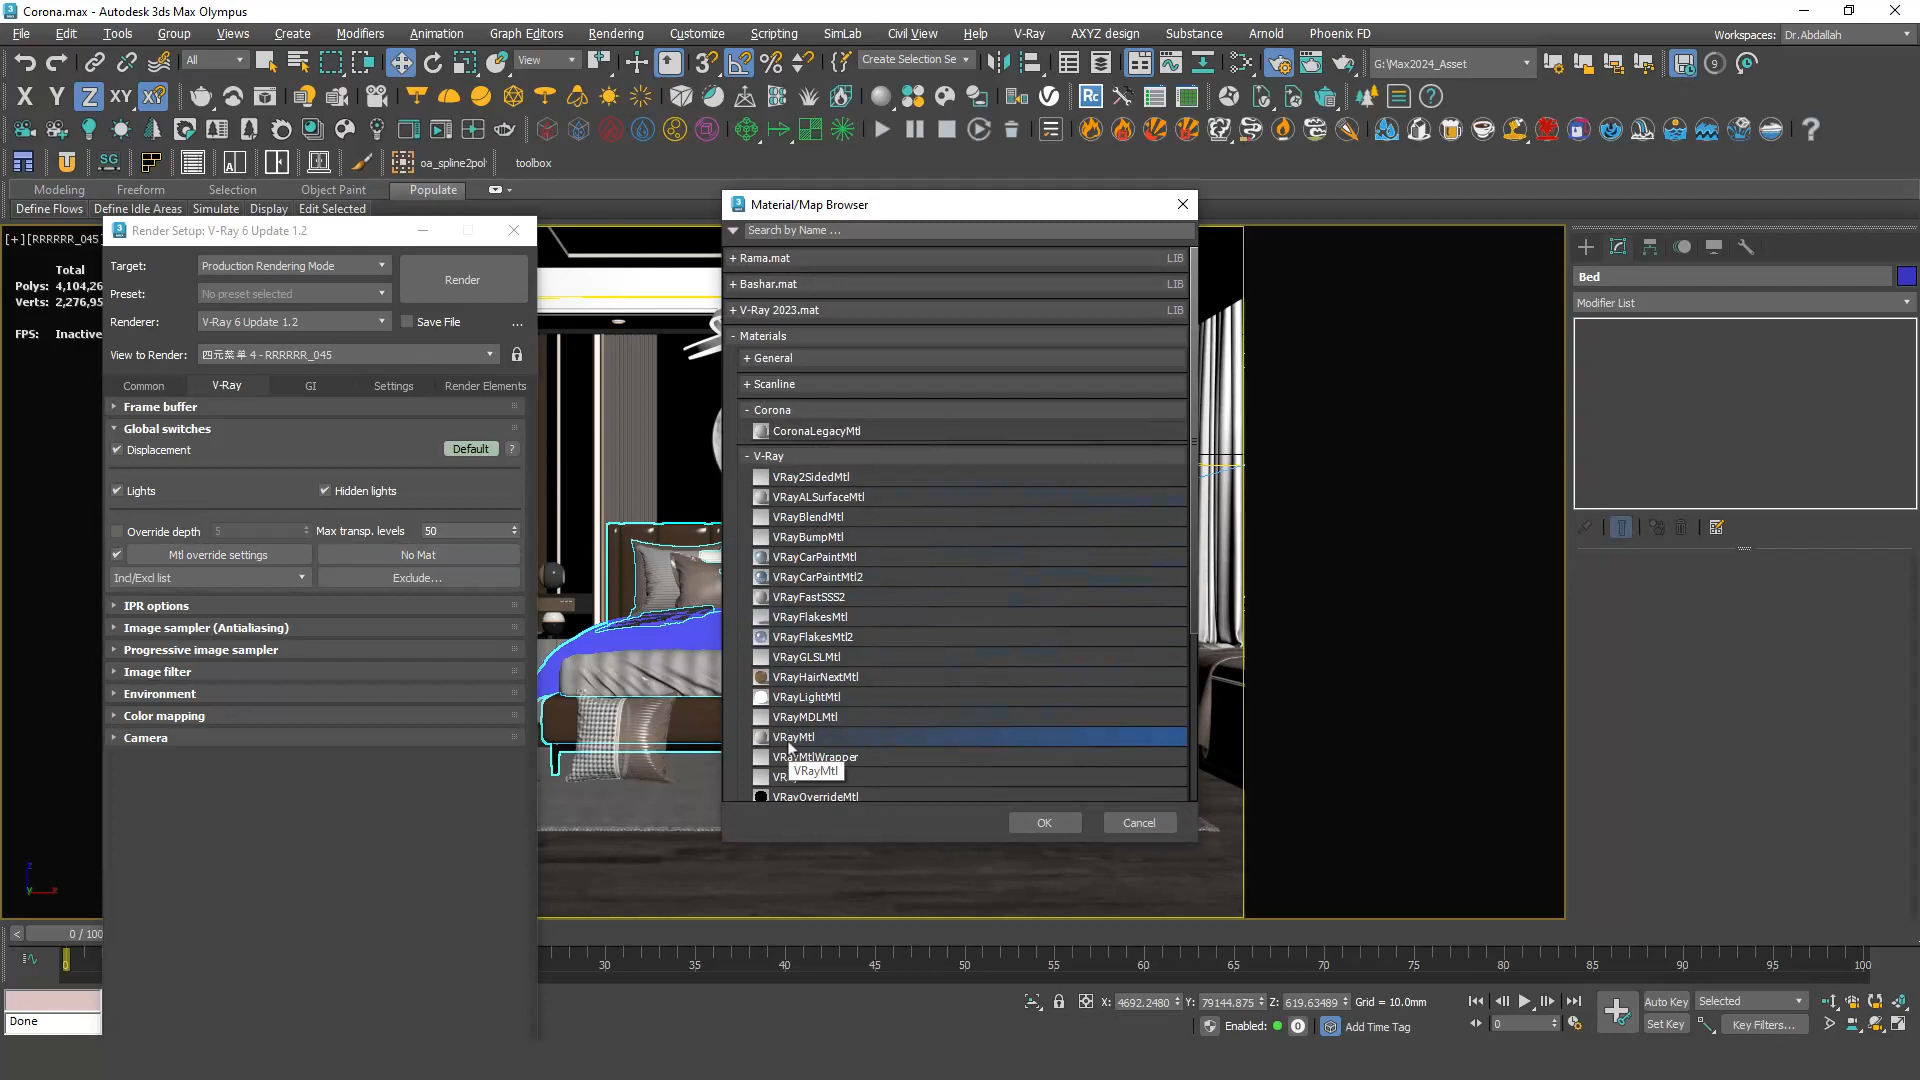 Corona.max - Autodesk 3ds Max Olympus
File Edit Tools Group Views Create Modifiers Animation Graph Editors Rendering Customize Scripting SimLab Civil View Help V-Ray AXYZ design Substance Arnold Phoenix FD Workspaces: Dr.Abdallah
All View Create Selection Se G:\Max2024_Asset 9
X Y Z XY XY Rc
SG oa_spline2pol toolbox
Modeling Freeform Selection Object Paint Populate
Define Flows Define Idle Areas Simulate Display Edit Selected
[+][RRRRRR_045]
Total
Polys: 4,104,26
Verts: 2,276,95
FPS: Inactive
Render Setup: V-Ray 6 Update 1.2
Target: Production Rendering Mode
Render
Preset: No preset selected
Renderer: V-Ray 6 Update 1.2 Save File ...
View to Render: 四元菜单 4 - RRRRRR_045
Common V-Ray GI Settings Render Elements
Frame buffer
Global switches
Displacement Default ?
Lights Hidden lights
Override depth 5 Max transp. levels 50
Mtl override settings No Mat
Incl/Excl list Exclude...
IPR options
Image sampler (Antialiasing)
Progressive image sampler
Image filter
Environment
Color mapping
Camera
Material/Map Browser
Search by Name ...
+ Rama.mat LIB
+ Bashar.mat LIB
+ V-Ray 2023.mat LIB
- Materials
+ General
+ Scanline
- Corona
CoronaLegacyMtl
- V-Ray
VRay2SidedMtl
VRayALSurfaceMtl
VRayBlendMtl
VRayBumpMtl
VRayCarPaintMtl
VRayCarPaintMtl2
VRayFastSSS2
VRayFlakesMtl
VRayFlakesMtl2
VRayGLSLMtl
VRayHairNextMtl
VRayLightMtl
VRayMDLMtl
VRayMtl
VRayMtlWrapper
VRayMtl
VRayOverrideMtl
OK Cancel
Bed
Modifier List
z
y x
< 0 / 100
0 30 35 40 45 50 55 60 65 70 75 80 85 90 95 100
Done
X: 4692.2480 Y: 79144.875 Z: 619.63489 Grid = 10.0mm
Enabled: 0 Add Time Tag
Auto Key Selected
0 Set Key Key Filters...